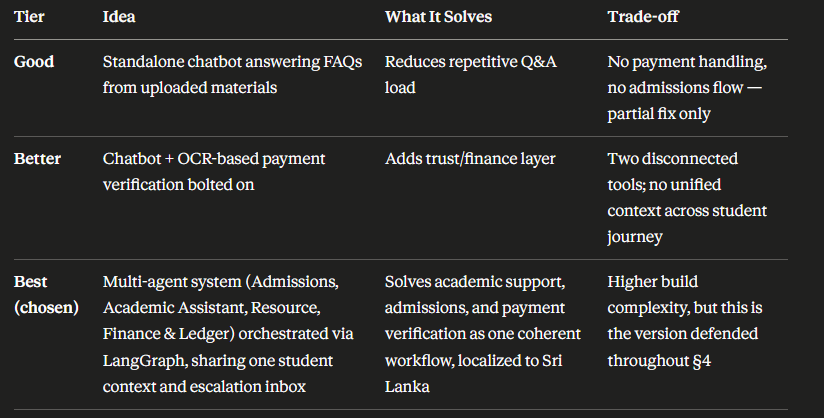 Tier Idea What It Solves Trade-off
Good Standalone chatbot answering FAQs Reduces repetitive Q&A No payment handling,
from uploaded materials load no admissions flow —
partial fix only
Better Chatbot + OCR-based payment Adds trust/finance layer Two disconnected
verification bolted on tools; no unified
context across student
journey
Best Multi-agent system (Admissions, Solves academic support, Higher build
(chosen) Academic Assistant, Resource, admissions, and payment complexity, but this is
Finance & Ledger) orchestrated via verification as one coherent the version defended
LangGraph, sharing one student workflow, localized to Sri throughout §4
context and escalation inbox Lanka